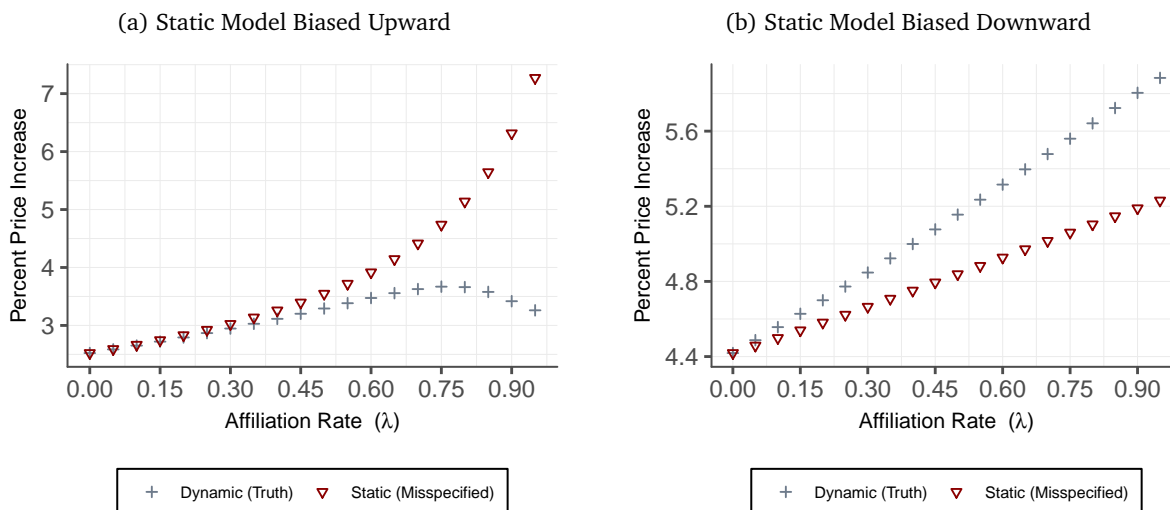 (a) Static Model Biased Upward
Percent Price Increase
7
6
5
4
3
0.00 0.15 0.30 0.45 0.60 0.75 0.90
Affiliation Rate (λ)
Dynamic (Truth) Static (Misspecified)
(b) Static Model Biased Downward
Percent Price Increase
5.6
5.2
4.8
4.4
0.00 0.15 0.30 0.45 0.60 0.75 0.90
Affiliation Rate (λ)
Dynamic (Truth) Static (Misspecified)